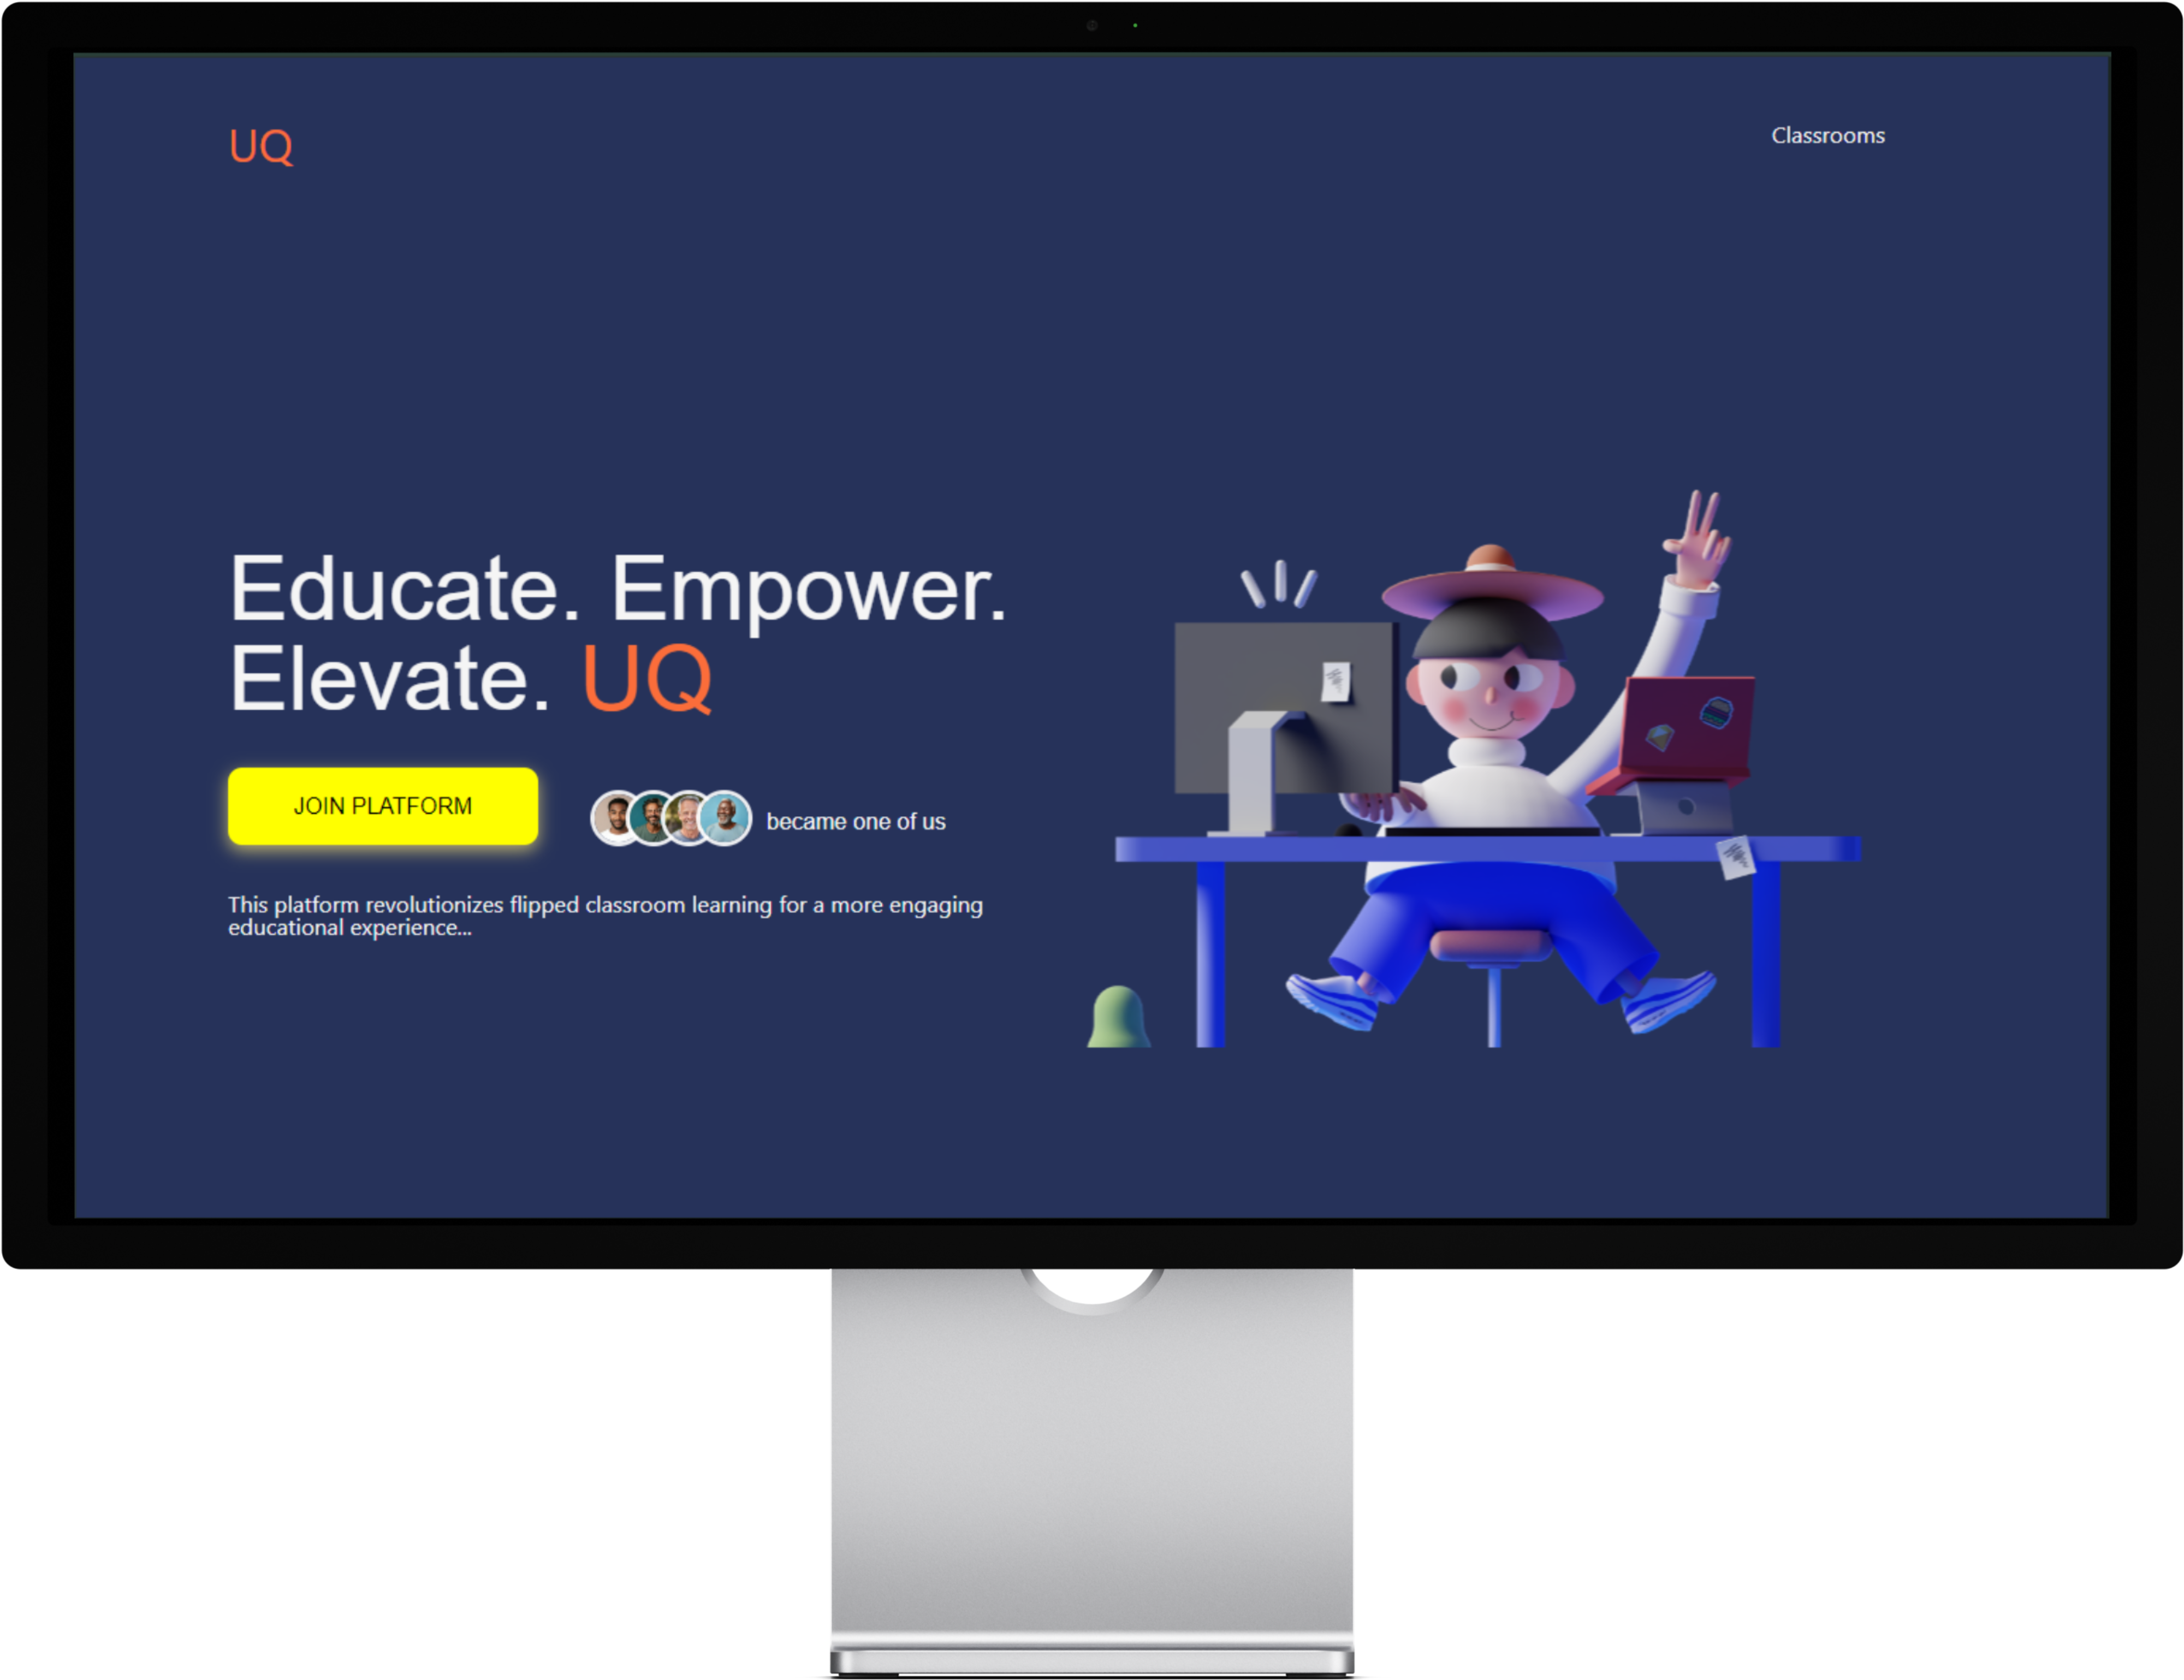 UQ
Classrooms
Educate. Empower.
Elevate. UQ
JOIN PLATFORM
became one of us
This platform revolutionizes flipped classroom learning for a more engaging
educational experience...